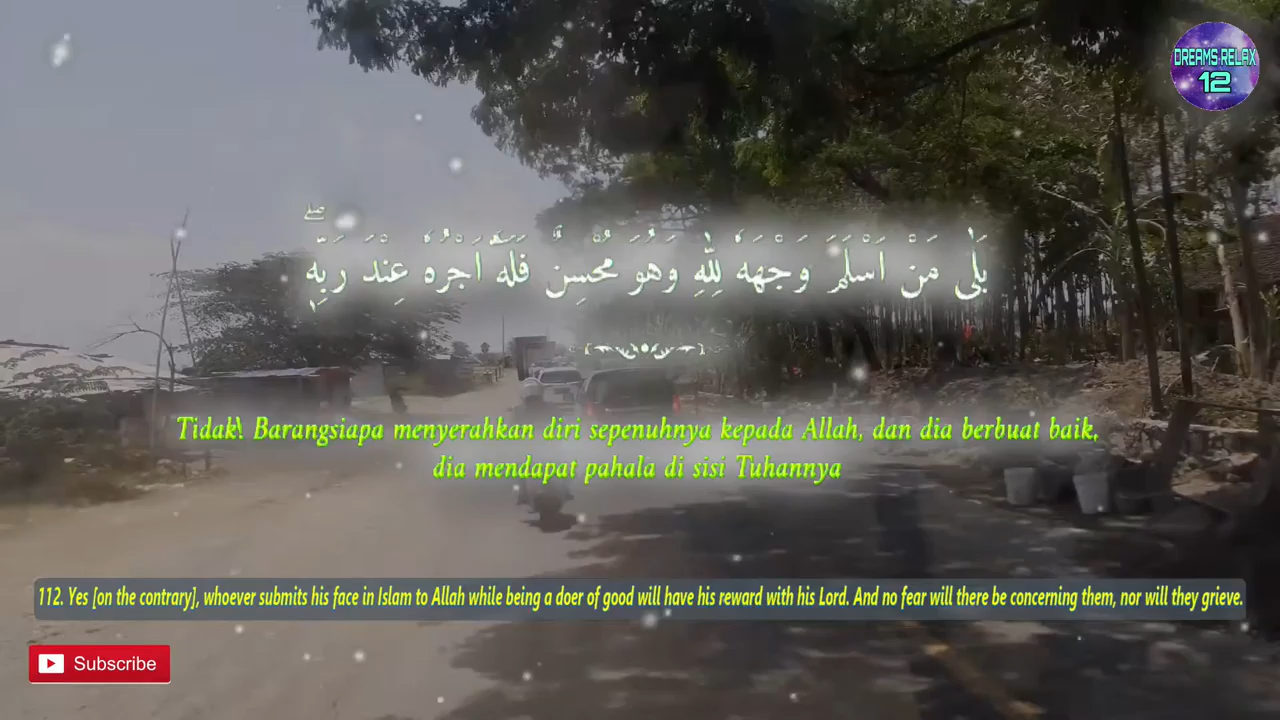 DREAMS RELAX
12
بَلٰى مَنْ اَسْلَمَ وَجْهَهٗ لِلّٰهِ وَهُوَ مُحْسِنٌ فَلَهٗٓ اَجْرُهٗ عِنْدَ رَبِّهٖۖ
Tidak! Barangsiapa menyerahkan diri sepenuhnya kepada Allah, dan dia berbuat baik,
dia mendapat pahala di sisi Tuhannya
112. Yes [on the contrary], whoever submits his face in Islam to Allah while being a doer of good will have his reward with his Lord. And no fear will there be concerning them, nor will they grieve.
Subscribe